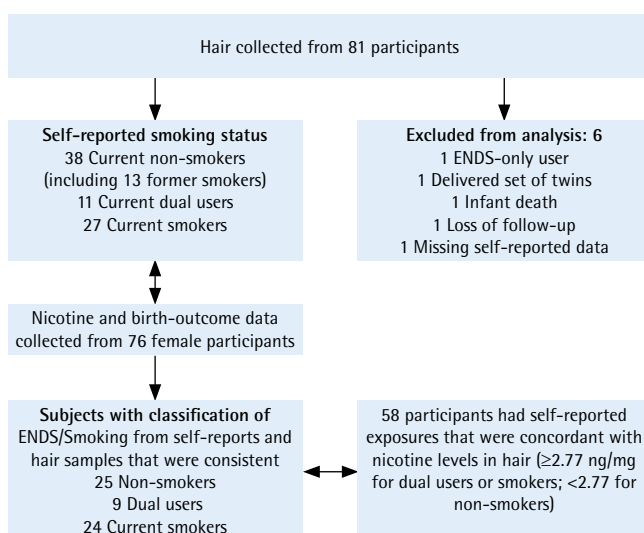 Hair collected from 81 participants
Self-reported smoking status
38 Current non-smokers
(including 13 former smokers)
11 Current dual users
27 Current smokers
Excluded from analysis: 6
1 ENDS-only user
1 Delivered set of twins
1 Infant death
1 Loss of follow-up
1 Missing self-reported data
Nicotine and birth-outcome data
collected from 76 female participants
Subjects with classification of
ENDS/Smoking from self-reports and
hair samples that were consistent
25 Non-smokers
9 Dual users
24 Current smokers
58 participants had self-reported
exposures that were concordant with
nicotine levels in hair (≥2.77 ng/mg
for dual users or smokers; <2.77 for
non-smokers)